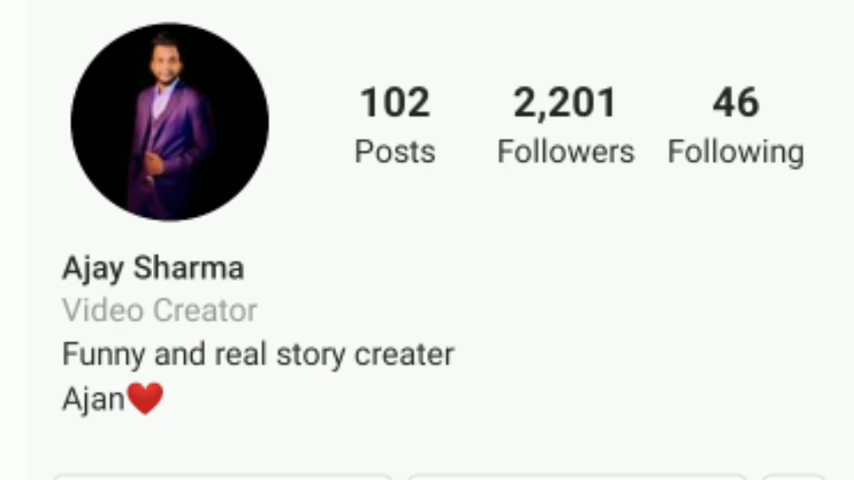 102 2,201 46
Posts Followers Following
Ajay Sharma
Video Creator
Funny and real story creater
Ajan❤️